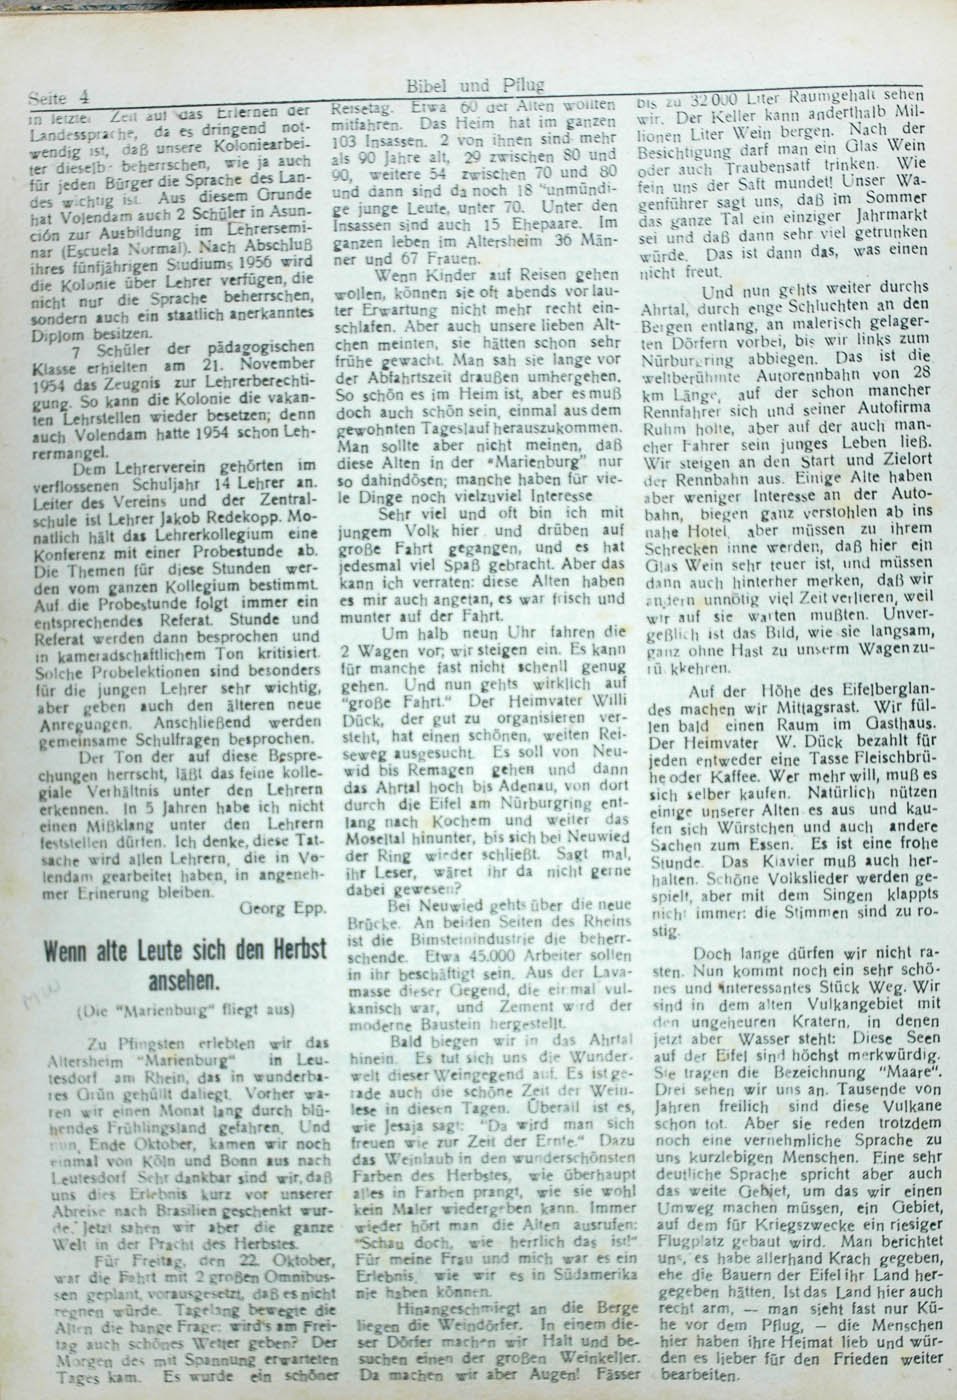 Seite 4
Bibel und Pflug
in letzter Zeit auf das Erlernen der
Landessprache, da es dringend not-
wendig ist, daß unsere Koloniearbei-
ter dieselb- beherrschen, wie ja auch
für jeden Bürger die Sprache des Lan-
des wichtig ist. Aus diesem Grunde
hat Volendam auch 2 Schüler in Asun-
ción zur Ausbildung im Lehrersemi-
nar (Escuela Normal). Nach Abschluß
ihres fünfjährigen Studiums 1956 wird
die Kolonie über Lehrer verfügen, die
nicht nur die Sprache beherrschen,
sondern auch ein staatlich anerkanntes
Diplom besitzen.
7 Schüler der pädagogischen
Klasse erhielten am 21. November
1954 das Zeugnis zur Lehrerberechti-
gung. So kann die Kolonie die vakan-
ten Lehrstellen wieder besetzen; denn
auch Volendam hatte 1954 schon Leh-
rermangel.
Dem Lehrerverein gehörten im
verflossenen Schuljahr 14 Lehrer an.
Leiter des Vereins und der Zentral-
schule ist Lehrer Jakob Redekopp. Mo-
natlich hält das Lehrerkollegium eine
Konferenz mit einer Probestunde ab.
Die Themen für diese Stunden wer-
den vom ganzen Kollegium bestimmt.
Auf die Probestunde folgt immer ein
entsprechendes Referat. Stunde und
Referat werden dann besprochen und
in kameradschaftlichem Ton kritisiert.
Solche Probelektionen sind besonders
für die jungen Lehrer sehr wichtig,
aber geben auch den älteren neue
Anregungen. Anschließend werden
gemeinsame Schulfragen besprochen.
Der Ton der auf diese Bespre-
chungen herrscht, läßt das feine kolle-
giale Verhältnis unter den Lehrern
erkennen. In 5 Jahren habe ich nicht
einen Mißklang unter den Lehrern
feststellen dürfen. Ich denke, diese Tat-
sache wird allen Lehrern, die in Vo-
lendam gearbeitet haben, in angeneh-
mer Erinerung bleiben.
Georg Epp.
Wenn alte Leute sich den Herbst
ansehen.
(Die "Marienburg" fliegt aus)
Zu Pfingsten erlebten wir das
Altersheim "Marienburg" in Leu-
tesdorf am Rhein, das in wunderba-
res Grün gehüllt daliegt. Vorher wa-
ren wir einen Monat lang durch blü-
hendes Frühlingsland gefahren. Und
nun, Ende Oktober, kamen wir noch
einmal von Köln und Bonn aus nach
Leutesdorf Sehr dankbar sind wir, daß
uns dies Erlebnis kurz vor unserer
Abreise nach Brasilien geschenkt wur-
de. Jetzt sahen wir aber die ganze
Welt in der Pracht des Herbstes.
Für Freitag, den 22. Oktober,
war die Fahrt mit 2 großen Omnibus-
sen geplant, vorausgesetzt, daß es nicht
regnen würde. Tagelang bewegte die
Alten die bange Frage: wird's am Frei-
tag auch schönes Wetter geben? Der
Morgen des mit Spannung erwarteten
Tages kam. Es wurde ein schöner
Reisetag. Etwa 60 der Alten wollten
mitfahren. Das Heim hat im ganzen
103 Insassen. 2 von ihnen sind mehr
als 90 Jahre alt, 29 zwischen 80 und
90, weitere 54 zwischen 70 und 80
und dann sind da noch 18 "unmündi-
ge junge Leute, unter 70. Unter den
Insassen sind auch 15 Ehepaare. Im
ganzen leben im Altersheim 36 Män-
ner und 67 Frauen.
Wenn Kinder auf Reisen gehen
wollen, können sie oft abends vor lau-
ter Erwartung nicht mehr recht ein-
schlafen. Aber auch unsere lieben Alt-
chen meinten, sie hätten schon sehr
frühe gewacht. Man sah sie lange vor
der Abfahrtszeit draußen umhergehen.
So schön es im Heim ist, aber es muß
doch auch schön sein, einmal aus dem
gewohnten Tageslauf herauszukommen.
Man sollte aber nicht meinen, daß
diese Alten in der "Marienburg" nur
so dahindösen; manche haben für vie-
le Dinge noch vielzuviel Interesse
Sehr viel und oft bin ich mit
jungem Volk hier und drüben auf
große Fahrt gegangen, und es hat
jedesmal viel Spaß gebracht. Aber das
kann ich verraten: diese Alten haben
es mir auch angetan, es war frisch und
munter auf der Fahrt.
Um halb neun Uhr fahren die
2 Wagen vor; wir steigen ein. Es kann
für manche fast nicht schenll genug
gehen. Und nun gehts wirklich auf
"große Fahrt." Der Heimvater Willi
Dück, der gut zu organisieren ver-
steht, hat einen schönen, weiten Rei-
seweg ausgesucht. Es soll von Neu-
wid bis Remagen gehen und dann
das Ahrtal hoch bis Adenau, von dort
durch die Eifel am Nürburgring ent-
lang nach Kochem und weiter das
Moseltal hinunter, bis sich bei Neuwied
der Ring wieder schließt. Sagt mal,
ihr Leser, wäret ihr da nicht gerne
dabei gewesen?
Bei Neuwied gehts über die neue
Brücke. An beiden Seiten des Rheins
ist die Bimsteinindustrie die beherr-
schende. Etwa 45.000 Arbeiter sollen
in ihr beschäftigt sein. Aus der Lava-
masse dieser Gegend, die einmal vul-
kanisch war, und Zement wird der
moderne Baustein hergestellt.
Bald biegen wir in das Ahrtal
hinein. Es tut sich uns die Wunder-
welt dieser Weingegend auf. Es ist ge-
rade auch die schöne Zeit der Wein-
lese in diesen Tagen. Überall ist es,
wie Jesaja sagt: "Da wird man sich
freuen wie zur Zeit der Ernte." Dazu
das Weinlaub in den wunderschönsten
Farben des Herbstes, wie überhaupt
alles in Farben prangt, wie sie wohl
kein Maler wiedergeben kann. Immer
wieder hört man die Alten ausrufen:
"Schau doch, wie herrlich das ist!"
Für meine Frau und mich war es ein
Erlebnis, wie wir es in Südamerika
nie haben können.
Hinangeschmiegt an die Berge
liegen die Weindörfer. In einem die-
ser Dörfer machen wir Halt und be-
suchen einen der großen Weinkeller.
Da machen wir aber Augen! Fässer
bis zu 32000 Liter Raumgehalt sehen
wir. Der Keller kann anderthalb Mil-
lionen Liter Wein bergen. Nach der
Besichtigung darf man ein Glas Wein
oder auch Traubensatf trinken. Wie
fein uns der Saft mundet! Unser Wa-
genführer sagt uns, daß im Sommer
das ganze Tal ein einziger Jahrmarkt
sei und daß dann sehr viel getrunken
würde. Das ist dann das, was einen
nicht freut.
Und nun gehts weiter durchs
Ahrtal, durch enge Schluchten an den
Bergen entlang, an malerisch gelager-
ten Dörfern vorbei, bis wir links zum
Nürburgring abbiegen. Das ist die
weltberühmte Autorennbahn von 28
km Länge, auf der schon mancher
Rennfahrer sich und seiner Autofirma
Ruhm holte, aber auf der auch man-
cher Fahrer sein junges Leben ließ.
Wir steigen an den Start und Zielort
der Rennbahn aus. Einige Alte haben
aber weniger Interesse an der Auto-
bahn, biegen ganz verstohlen ab ins
nahe Hotel, aber müssen zu ihrem
Schrecken inne werden, daß hier ein
Glas Wein sehr teuer ist, und müssen
dann auch hinterher merken, daß wir
andern unnötig viel Zeit verlieren, weil
wir auf sie warten mußten. Unver-
geßlich ist das Bild, wie sie langsam,
ganz ohne Hast zu unserm Wagen zu-
rückkehren.
Auf der Höhe des Eifelberglan-
des machen wir Mittagsrast. Wir fül-
len bald einen Raum im Gasthaus.
Der Heimvater W. Dück bezahlt für
jeden entweder eine Tasse Fleischbrü-
he oder Kaffee. Wer mehr will, muß es
sich selber kaufen. Natürlich nützen
einige unserer Alten es aus und kau-
fen sich Würstchen und auch andere
Sachen zum Essen. Es ist eine frohe
Stunde. Das Klavier muß auch her-
halten. Schöne Volkslieder werden ge-
spielt, aber mit dem Singen klappts
nicht immer: die Stimmen sind zu ro-
stig.
Doch lange dürfen wir nicht ra-
sten. Nun kommt noch ein sehr schö-
nes und interessantes Stück Weg. Wir
sind in dem alten Vulkangebiet mit
den ungeheuren Kratern, in denen
jetzt aber Wasser steht: Diese Seen
auf der Eifel sind höchst merkwürdig.
Sie tragen die Bezeichnung "Maare".
Drei sehen wir uns an. Tausende von
Jahren freilich sind diese Vulkane
schon tot. Aber sie reden trotzdem
noch eine vernehmliche Sprache zu
uns kurzlebigen Menschen. Eine sehr
deutliche Sprache spricht aber auch
das weite Gebiet, um das wir einen
Umweg machen müssen, ein Gebiet,
auf dem für Kriegszwecke ein riesiger
Flugplatz gebaut wird. Man berichtet
uns, es habe allerhand Krach gegeben,
ehe die Bauern der Eifel ihr Land her-
gegeben hätten. Ist das Land hier auch
recht arm, — man sieht fast nur Kü-
he vor dem Pflug, — die Menschen
hier haben ihre Heimat lieb und wür-
den es lieber für den Frieden weiter
bearbeiten.